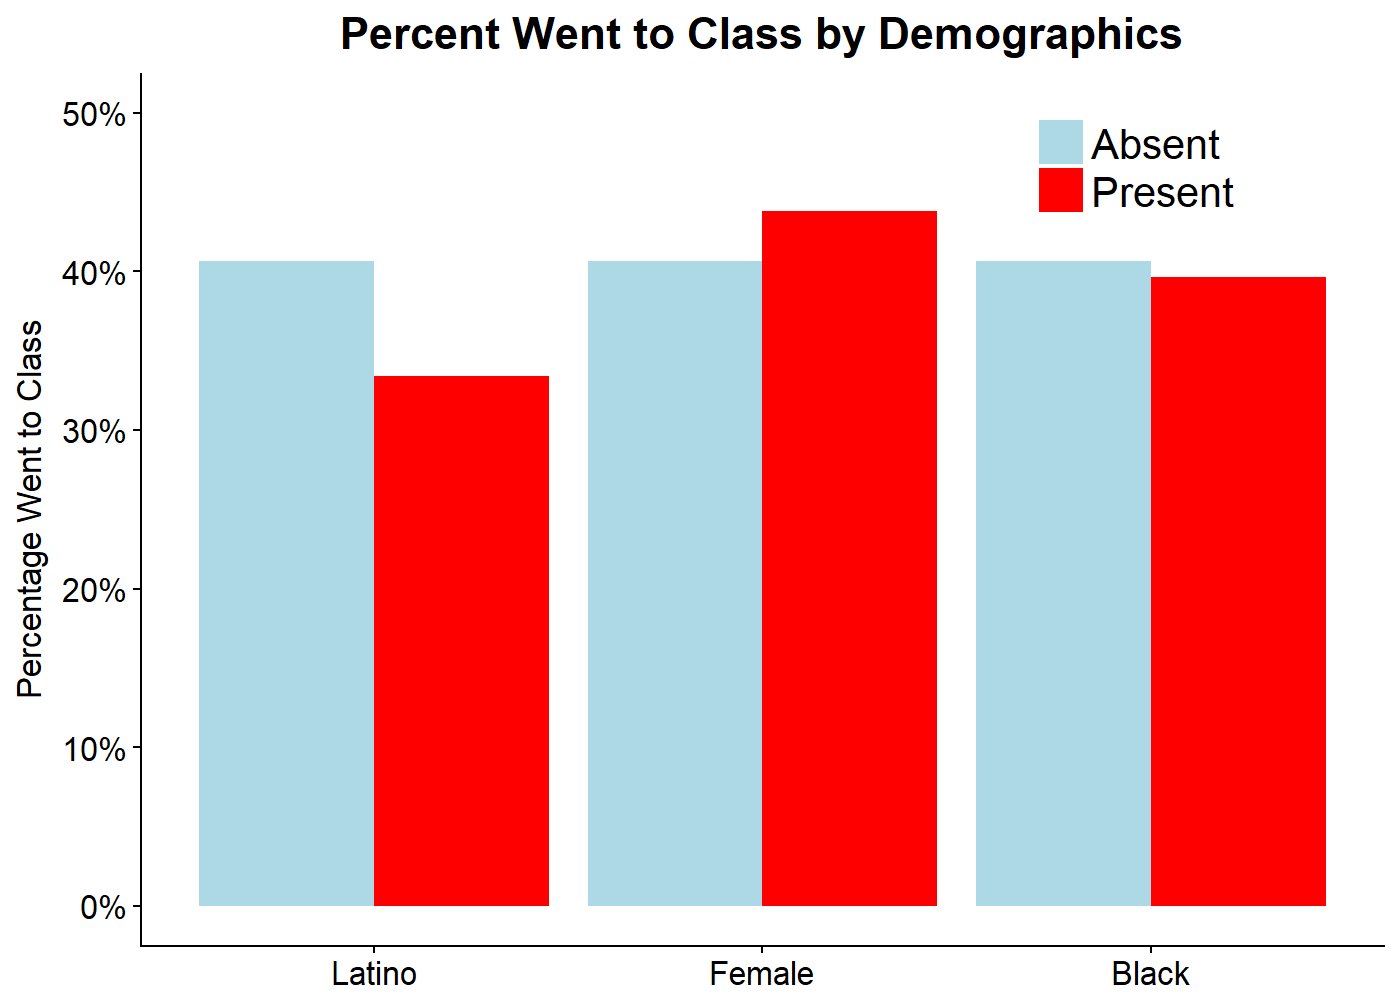 Percent Went to Class by Demographics
Absent
Present
Percentage Went to Class
50%
40%
30%
20%
10%
0%
Latino
Female
Black